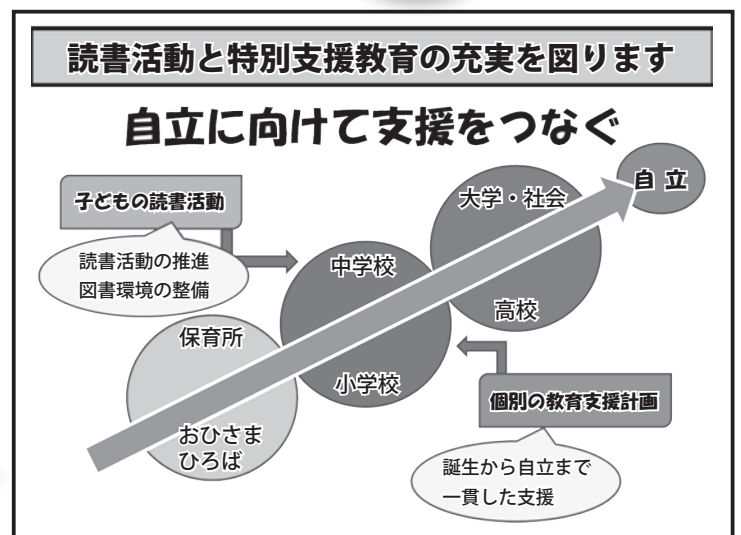 読書活動と特別支援教育の充実を図ります
自立に向けて支援をつなぐ
自 立
大学・社会
子どもの読書活動
読書活動の推進
図書環境の整備
中学校
高校
保育所
小学校
個別の教育支援計画
おひさま
ひろば
誕生から自立まで
一貫した支援